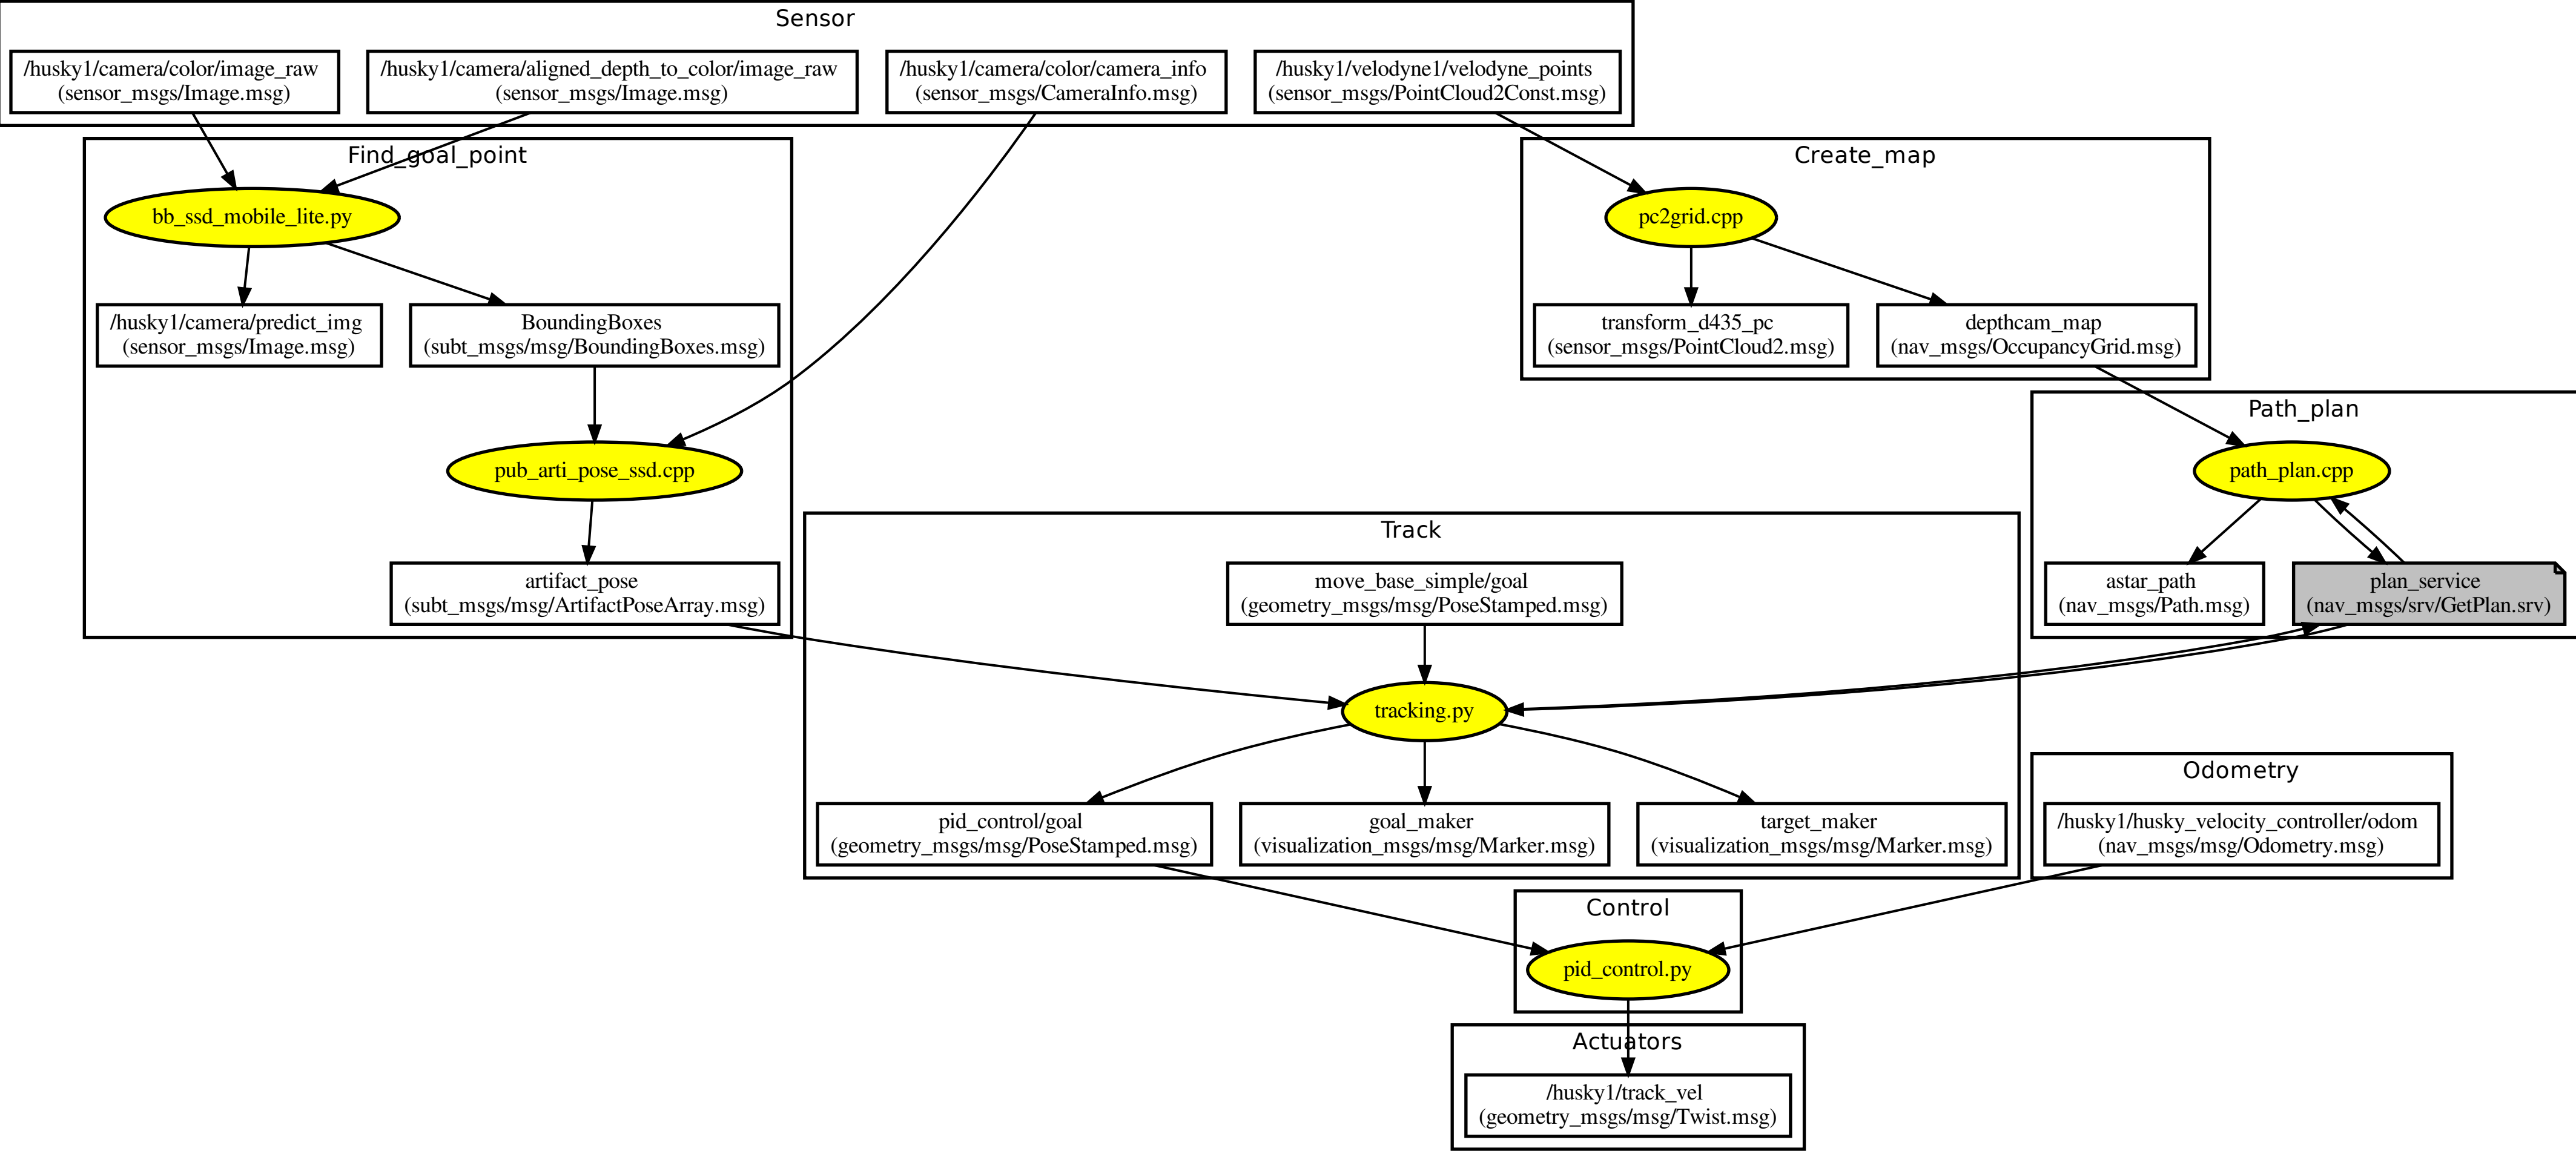 Sensor
/husky1/camera/color/image_raw
(sensor_msgs/Image.msg)
/husky1/camera/aligned_depth_to_color/image_raw
(sensor_msgs/Image.msg)
/husky1/camera/color/camera_info
(sensor_msgs/CameraInfo.msg)
/husky1/velodyne1/velodyne_points
(sensor_msgs/PointCloud2Const.msg)
Find_goal_point
bb_ssd_mobile_lite.py
/husky1/camera/predict_img
(sensor_msgs/Image.msg)
BoundingBoxes
(subt_msgs/msg/BoundingBoxes.msg)
pub_arti_pose_ssd.cpp
artifact_pose
(subt_msgs/msg/ArtifactPoseArray.msg)
Create_map
pc2grid.cpp
transform_d435_pc
(sensor_msgs/PointCloud2.msg)
depthcam_map
(nav_msgs/OccupancyGrid.msg)
Path_plan
path_plan.cpp
astar_path
(nav_msgs/Path.msg)
plan_service
(nav_msgs/srv/GetPlan.srv)
Track
move_base_simple/goal
(geometry_msgs/msg/PoseStamped.msg)
tracking.py
pid_control/goal
(geometry_msgs/msg/PoseStamped.msg)
goal_maker
(visualization_msgs/msg/Marker.msg)
target_maker
(visualization_msgs/msg/Marker.msg)
Odometry
/husky1/husky_velocity_controller/odom
(nav_msgs/msg/Odometry.msg)
Control
pid_control.py
Actuators
/husky1/track_vel
(geometry_msgs/msg/Twist.msg)